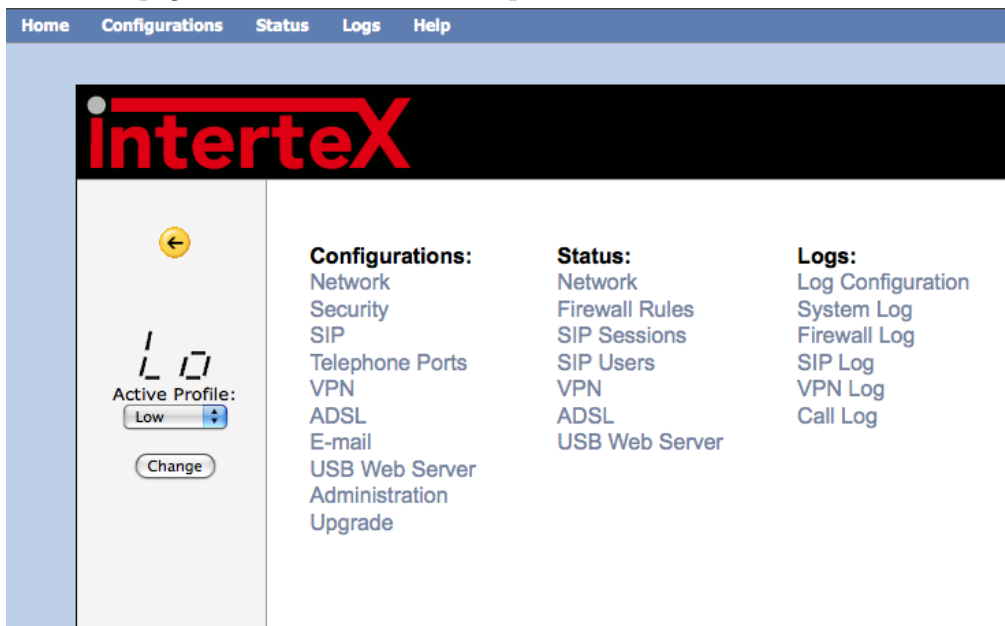 Home Configurations Status Logs Help
interteX
Lo
Active Profile:
Low
Change
Configurations:
Network
Security
SIP
Telephone Ports
VPN
ADSL
E-mail
USB Web Server
Administration
Upgrade
Status:
Network
Firewall Rules
SIP Sessions
SIP Users
VPN
ADSL
USB Web Server
Logs:
Log Configuration
System Log
Firewall Log
SIP Log
VPN Log
Call Log